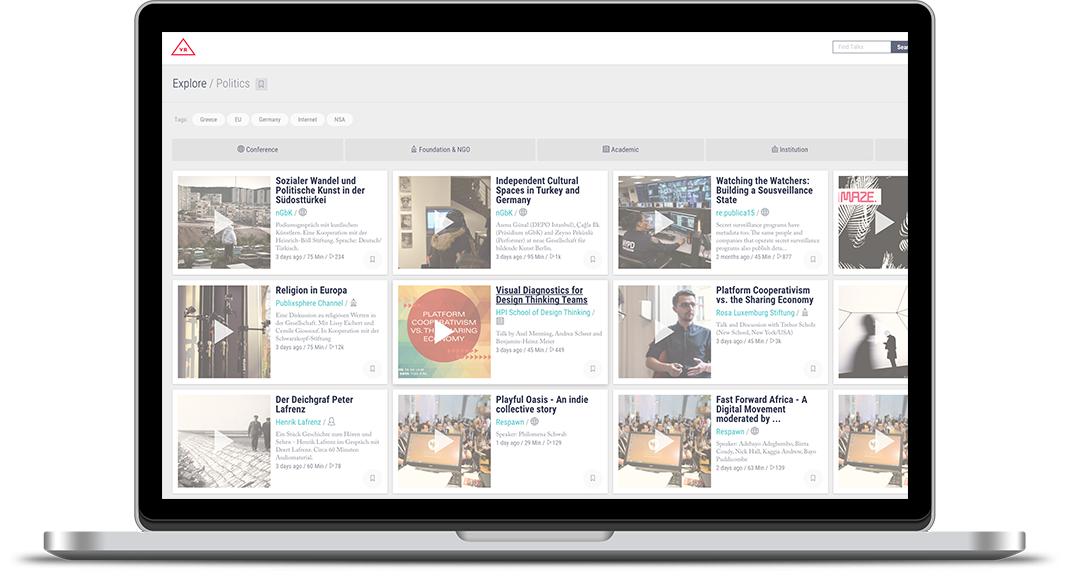 VR
Find Talks
Sear
Explore / Politics
Tags: Greece EU Germany Internet NSA
Conference
Foundation & NGO
Academic
Institution
Sozialer Wandel und
Politische Kunst in der
Südosttürkei
nGbK /
Podiumsgespräch mit kurdischen
Künstlern. Eine Kooperation mit der
Heinrich-Böll Stiftung. Sprache: Deutsch/
Türkisch.
3 days ago / 75 Min / 234
Independent Cultural
Spaces in Turkey and
Germany
nGbK /
Asena Günal (DEPO Istanbul), Çağla Ilk
(Präsidium nGbK) and Zeyno Pekünlü
(Performer) at neue Gesellschaft für
bildende Kunst Berlin.
3 days ago / 95 Min / 1k
NYPD
Watching the Watchers:
Building a Sousveillance
State
re:publica15 /
Secret surveillance programs have
metadata too. The same people and
companies that operate secret surveillance
programs also publish deta...
2 months ago / 45 Min / 877
MAZE.
Religion in Europa
Publixsphere Channel /
Eine Diskussion zu religiösen Werten in
der Gesellschaft. Mit Lissy Eichert und
Cemile Giousouf. In Kooperation mit der
Schwarzkopf-Stiftung
3 days ago / 75 Min / 12k
PLATFORM
COOPERATIVISM
VS. THE SHARING
ECONOMY
Visual Diagnostics for
Design Thinking Teams
HPI School of Design Thinking /
Talk by Axel Menning, Andrea Scheer and
Benjamin-Heinz Meier
3 days ago / 45 Min / 449
Platform Cooperativism
vs. the Sharing Economy
Rosa Luxemburg Stiftung /
Talk and Discussion with Trebor Scholz
(New School, New York/USA)
3 days ago / 45 Min / 3k
Der Deichgraf Peter
Lafrenz
Henrik Lafrenz /
Ein Stück Geschichte zum Hören und
Sehen - Henrik Lafrenz im Gespräch mit
Deert Lafrenz. Circa 60 Minuten
Audiomaterial.
3 days ago / 60 Min / 78
Playful Oasis - An indie
collective story
Respawn /
Speaker: Philomena Schwab
1 day ago / 29 Min / 129
Fast Forward Africa - A
Digital Movement
moderated by ...
Respawn /
Speaker: Adebayo Adegbembo, Bizta
Coudy, Nick Hall, Kaggia Andrew, Bayo
Puddicombe
2 days ago / 63 Min / 139